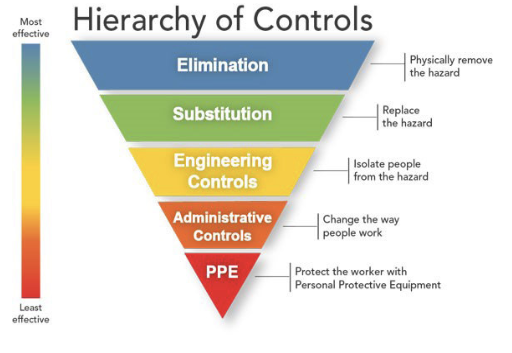 Hierarchy of Controls
Most
effective
Elimination
Physically remove
the hazard
Substitution
Replace
the hazard
Engineering
Controls
Isolate people
from the hazard
Administrative
Controls
Change the way
people work
PPE
Protect the worker with
Personal Protective Equipment
Least
effective